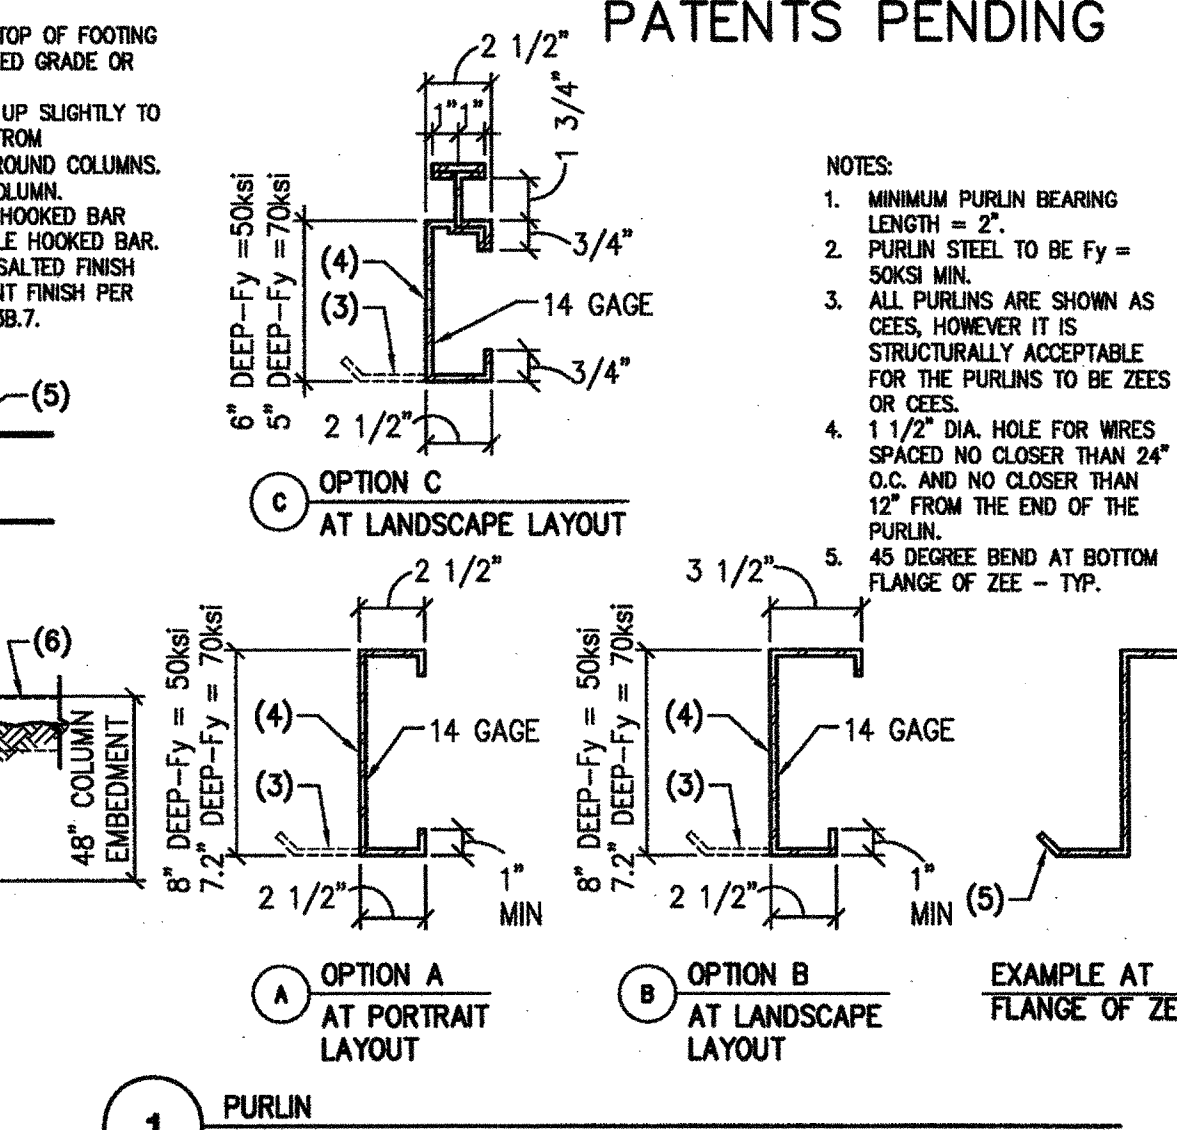 PATENTS PENDING
TOP OF FOOTING
ED GRADE OR
UP SLIGHTLY TO
FROM
ROUND COLUMNS.
OLUMN.
HOOKED BAR
LE HOOKED BAR.
SALTED FINISH
NT FINISH PER
3B.7.
(5)
(6)
48" COLUMN
EMBEDMENT
2 1/2"
1" 1"
1 3/4"
3/4"
6" DEEP-Fy =50ksi
5" DEEP-Fy = 70ksi
(4)
(3)
14 GAGE
3/4"
2 1/2"
C
OPTION C
AT LANDSCAPE LAYOUT
NOTES:
1. MINIMUM PURLIN BEARING
LENGTH = 2".
2. PURLIN STEEL TO BE Fy =
50KSI MIN.
3. ALL PURLINS ARE SHOWN AS
CEES, HOWEVER IT IS
STRUCTURALLY ACCEPTABLE
FOR THE PURLINS TO BE ZEES
OR CEES.
4. 1 1/2" DIA. HOLE FOR WIRES
SPACED NO CLOSER THAN 24"
O.C. AND NO CLOSER THAN
12" FROM THE END OF THE
PURLIN.
5. 45 DEGREE BEND AT BOTTOM
FLANGE OF ZEE - TYP.
2 1/2"
8" DEEP-Fy = 50ksi
7.2" DEEP-Fy = 70ksi
(4)
14 GAGE
(3)
2 1/2"
1"
MIN
A
OPTION A
AT PORTRAIT
LAYOUT
3 1/2"
8" DEEP-Fy = 50ksi
7.2" DEEP-Fy = 70ksi
(4)
14 GAGE
(3)
2 1/2"
1"
MIN
B
OPTION B
AT LANDSCAPE
LAYOUT
(5)
EXAMPLE AT
FLANGE OF ZE
1
PURLIN